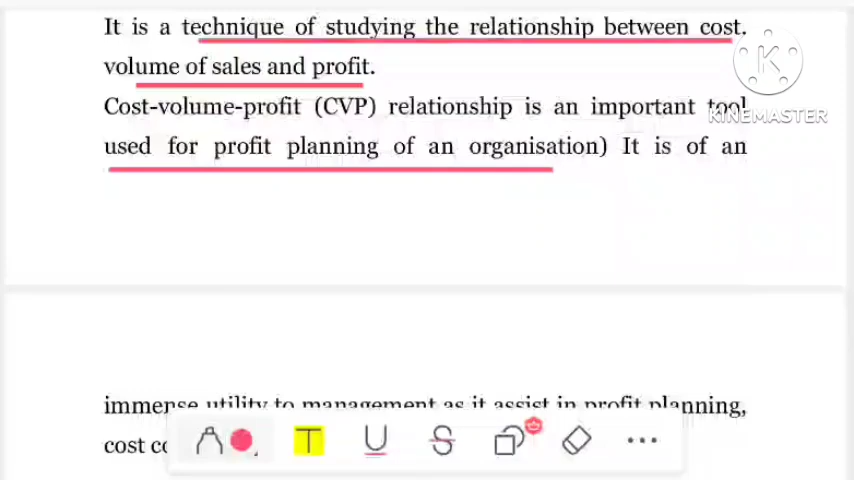 It is a technique of studying the relationship between cost.
volume of sales and profit.
K
KINEMASTER
Cost-volume-profit (CVP) relationship is an important tool
used for profit planning of an organisation) It is of an
immense utility to management as it assist in profit planning,
cost
T
U
S